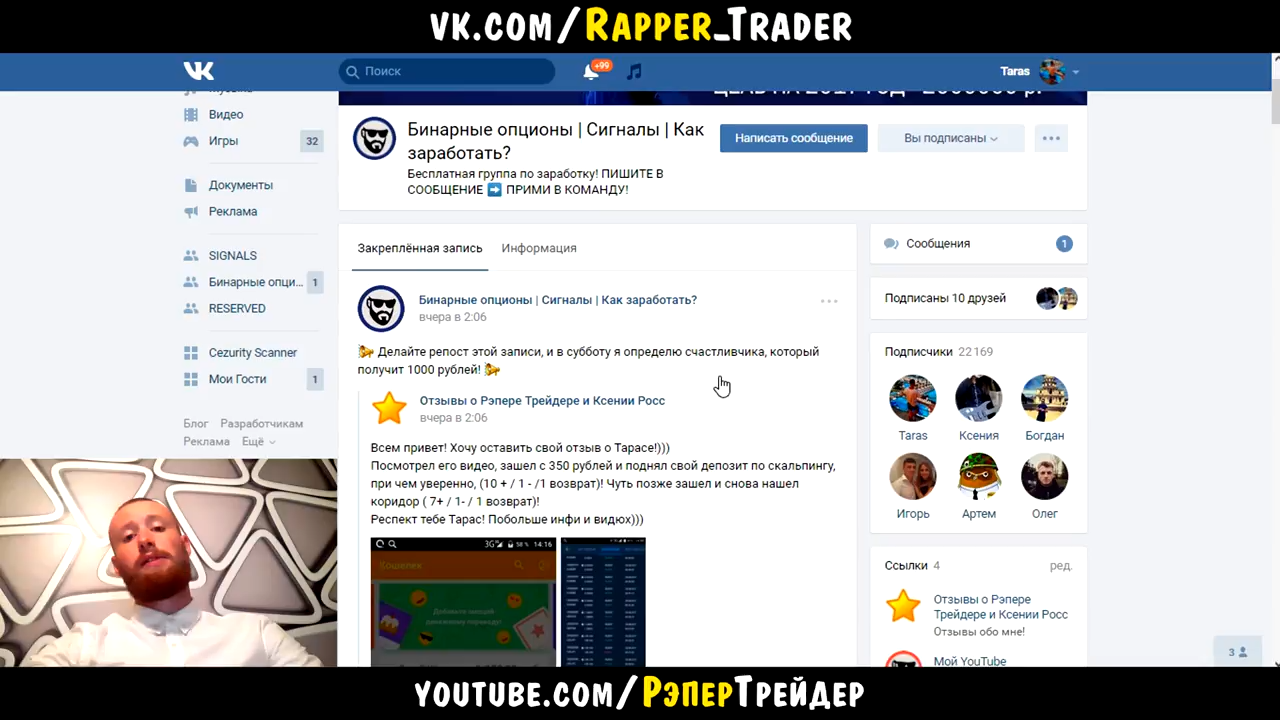 vk.com/Rapper_Trader
Поиск
+99
Taras
Видео
Игры 32
Документы
Реклама
SIGNALS
Бинарные опци... 1
RESERVED
Cezurity Scanner
Мои Гости 1
Блог Разработчикам
Реклама Ещё
Бинарные опционы | Сигналы | Как
заработать?
Бесплатная группа по заработку! ПИШИТЕ В
СООБЩЕНИЕ ➡ ПРИМИ В КОМАНДУ!
Написать сообщение
Вы подписаны
Закреплённая запись Информация
Бинарные опционы | Сигналы | Как заработать?
вчера в 2:06
Делайте репост этой записи, и в субботу я определю счастливчика, который
получит 1000 рублей!
Отзывы о Рэпере Трейдере и Ксении Росс
вчера в 2:06
Всем привет! Хочу оставить свой отзыв о Тарасе!)))
Посмотрел его видео, зашел с 350 рублей и поднял свой депозит по скальпингу,
при чем уверенно, (10 + / 1 - /1 возврат)! Чуть позже зашел и снова нашел
коридор ( 7+ / 1- / 1 возврат)!
Респект тебе Тарас! Побольше инфи и видюх)))
3G 58 % 14:16
Кошелек
Сообщения 1
Подписаны 10 друзей
Подписчики 22 169
Taras Ксения Богдан
Игорь Артем Олег
Ссылки 4 ред.
Отзывы о Рэпере
Трейдере и Ксении
Отзывы обо мне!
Мой YouTube
3
youtube.com/РэперТрейдер